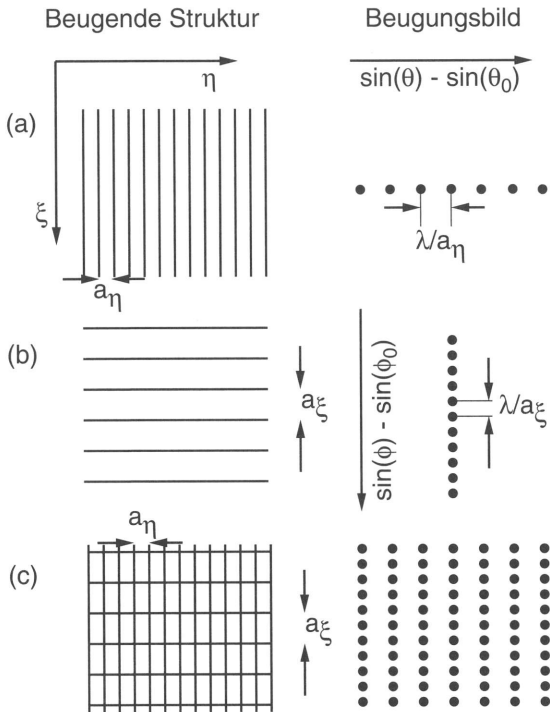 Beugende Struktur
Beugungsbild
η
sin(θ) - sin(θ₀)
(a)
ξ
λ/aη
aη
(b)
aξ
sin(ϕ) - sin(ϕ₀)
λ/aξ
aη
(c)
aξ